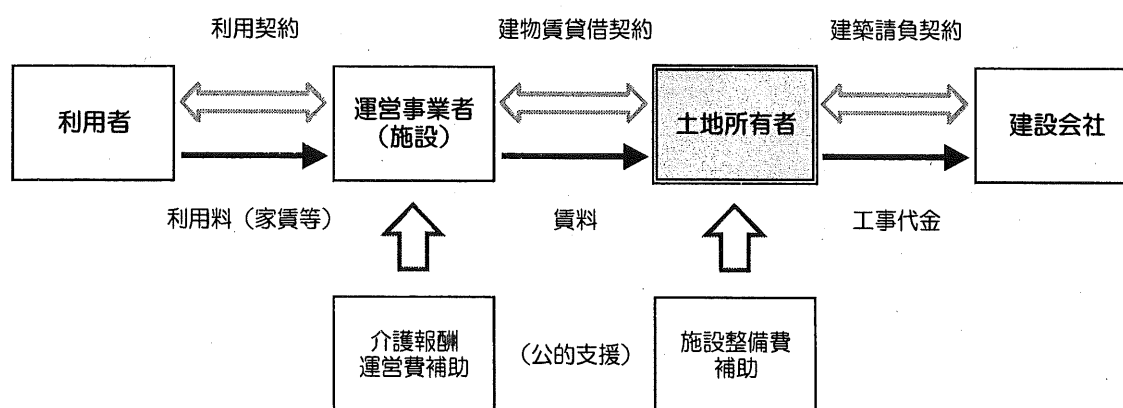 利用契約
建物賃貸借契約
建築請負契約
利用者
運営事業者
（施設）
土地所有者
建設会社
利用料（家賃等）
賃料
工事代金
介護報酬
運営費補助
（公的支援）
施設整備費
補助